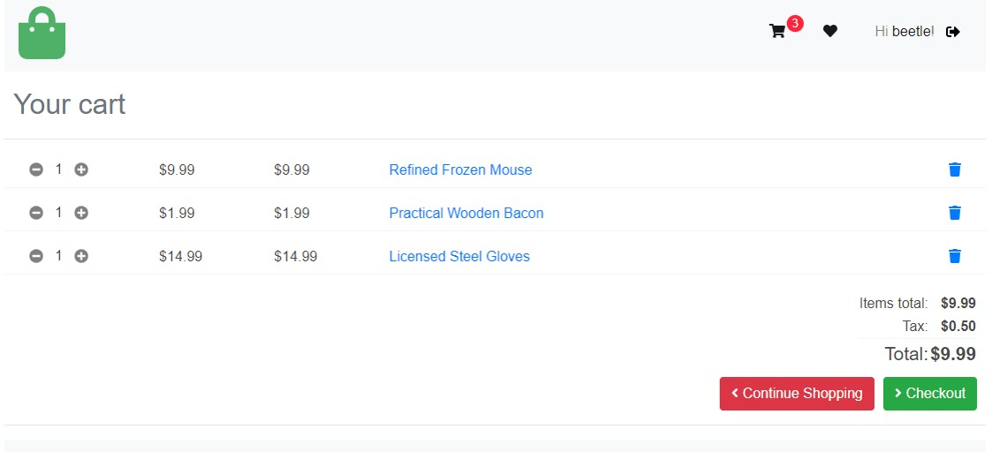 3
Hi beetle!
Your cart
1 $9.99 $9.99 Refined Frozen Mouse
1 $1.99 $1.99 Practical Wooden Bacon
1 $14.99 $14.99 Licensed Steel Gloves
Items total: $9.99
Tax: $0.50
Total: $9.99
Continue Shopping Checkout